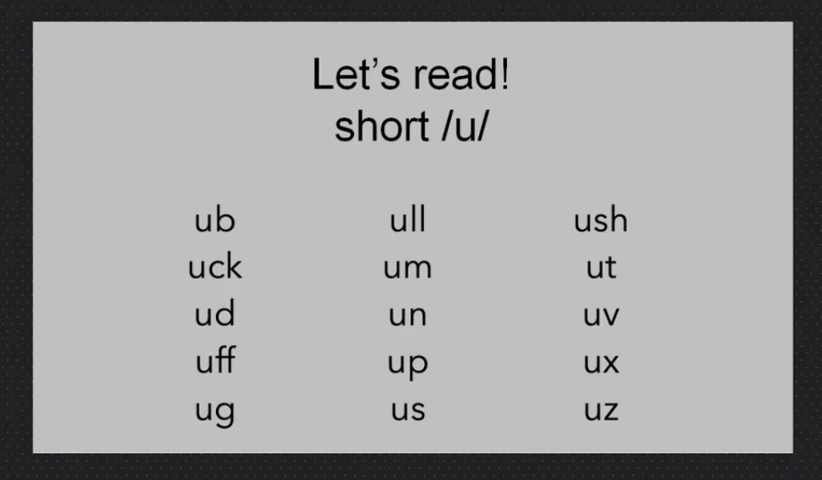 Let's read!
short /u/
ub ull ush
uck um ut
ud un uv
uff up ux
ug us uz